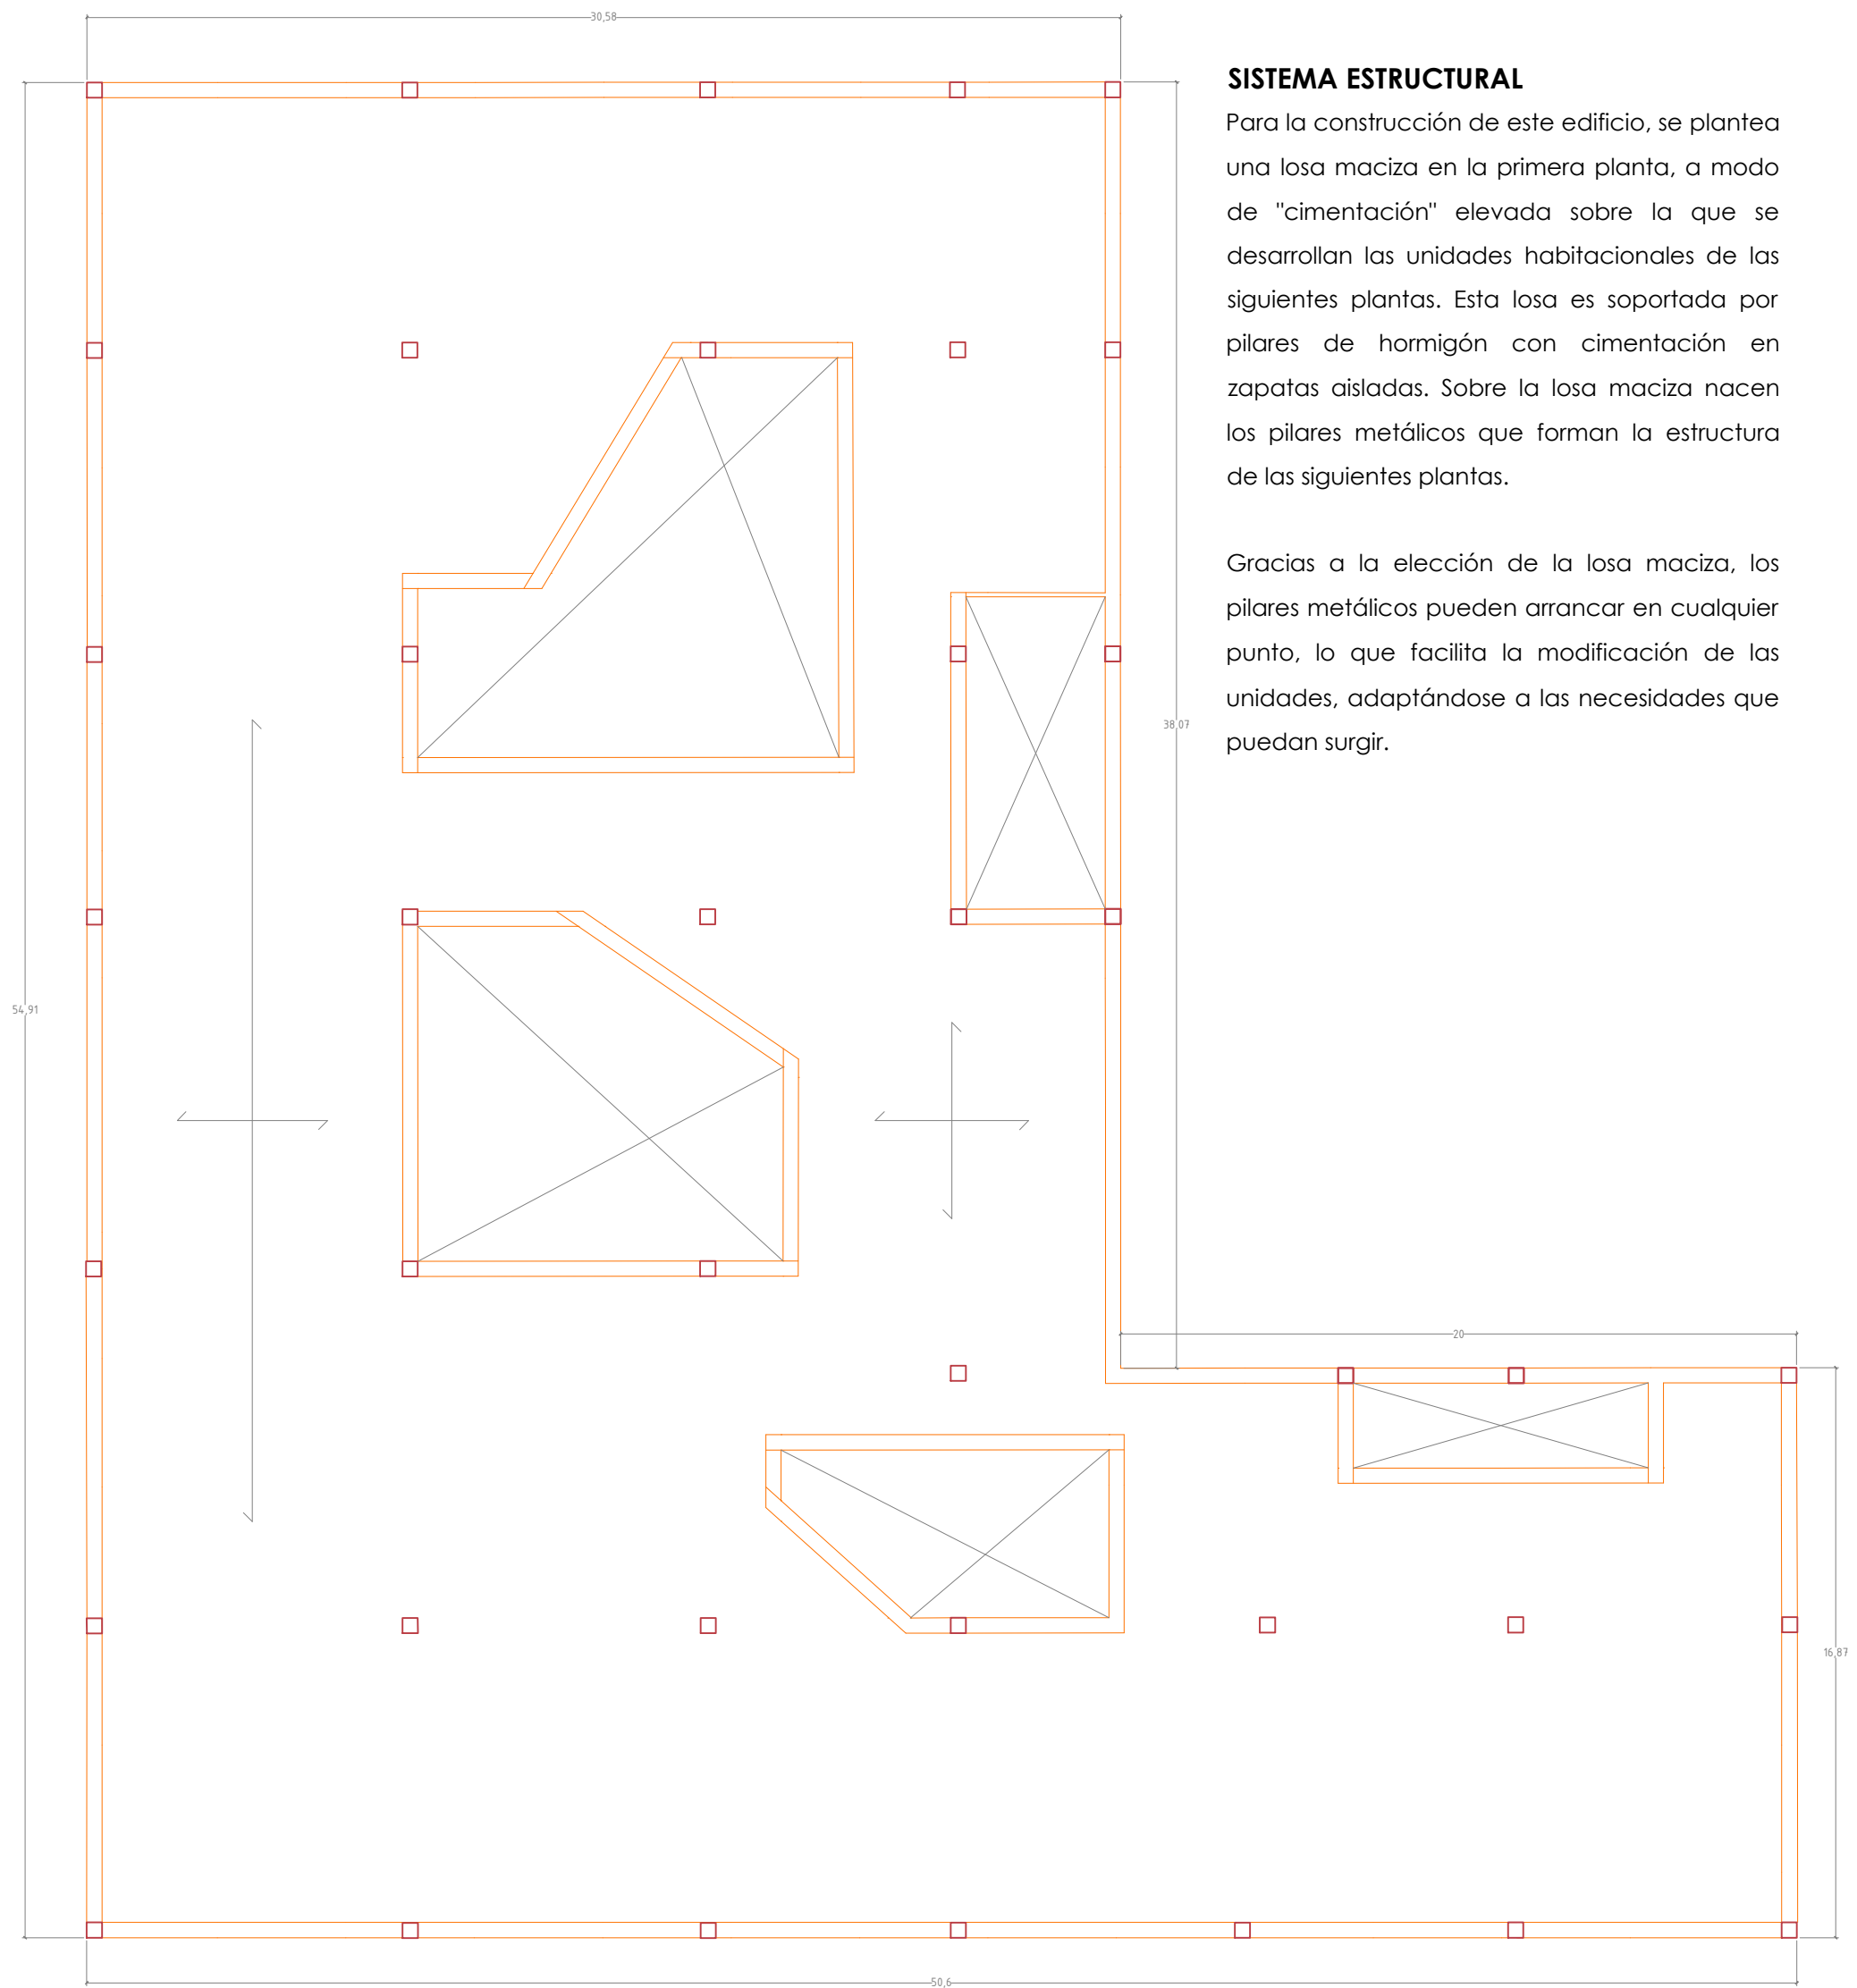 30,58
SISTEMA ESTRUCTURAL
Para la construcción de este edificio, se plantea
una losa maciza en la primera planta, a modo
de "cimentación" elevada sobre la que se
desarrollan las unidades habitacionales de las
siguientes plantas. Esta losa es soportada por
pilares de hormigón con cimentación en
zapatas aisladas. Sobre la losa maciza nacen
los pilares metálicos que forman la estructura
de las siguientes plantas.
Gracias a la elección de la losa maciza, los
pilares metálicos pueden arrancar en cualquier
punto, lo que facilita la modificación de las
unidades, adaptándose a las necesidades que
puedan surgir.
38,07
54,91
20
16,87
50,6